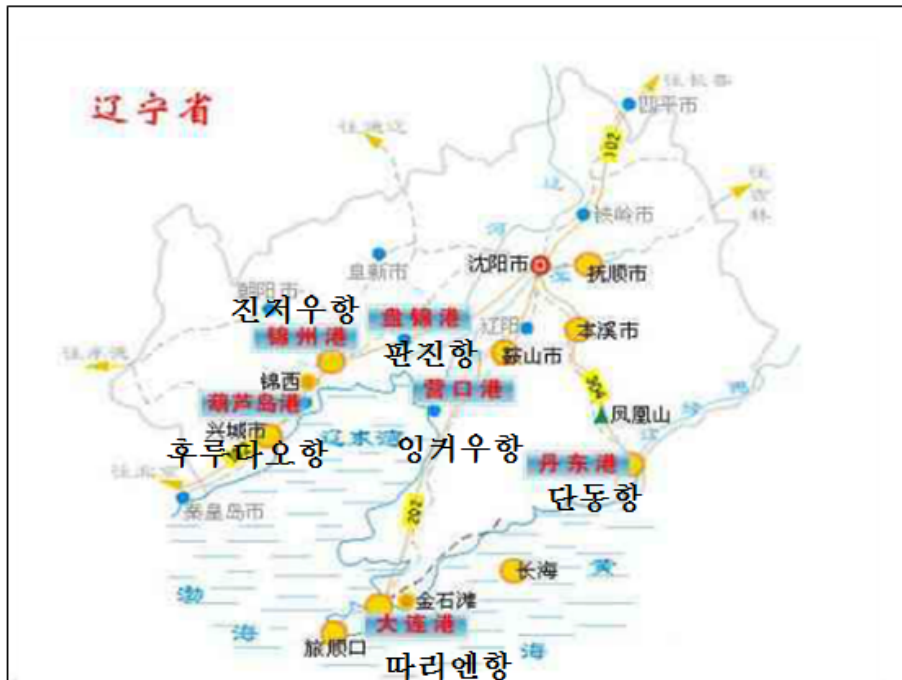 往长春
四平市
辽宁省
往通辽
102
往吉林
辽
铁岭市
河
沈阳市
抚顺市
阜新市
朝阳市
진저우항
锦州港
盘锦港
판진항
辽阳
鞍山市
本溪市
往承德
锦西
营口港
304
葫芦岛港
凤凰山
兴城市
辽东湾
잉커우항
후루다오항
丹东港
단동항
往北京
秦皇岛市
202
长海
黄
海
渤
海
金石滩
大连港
旅顺口
따리엔항